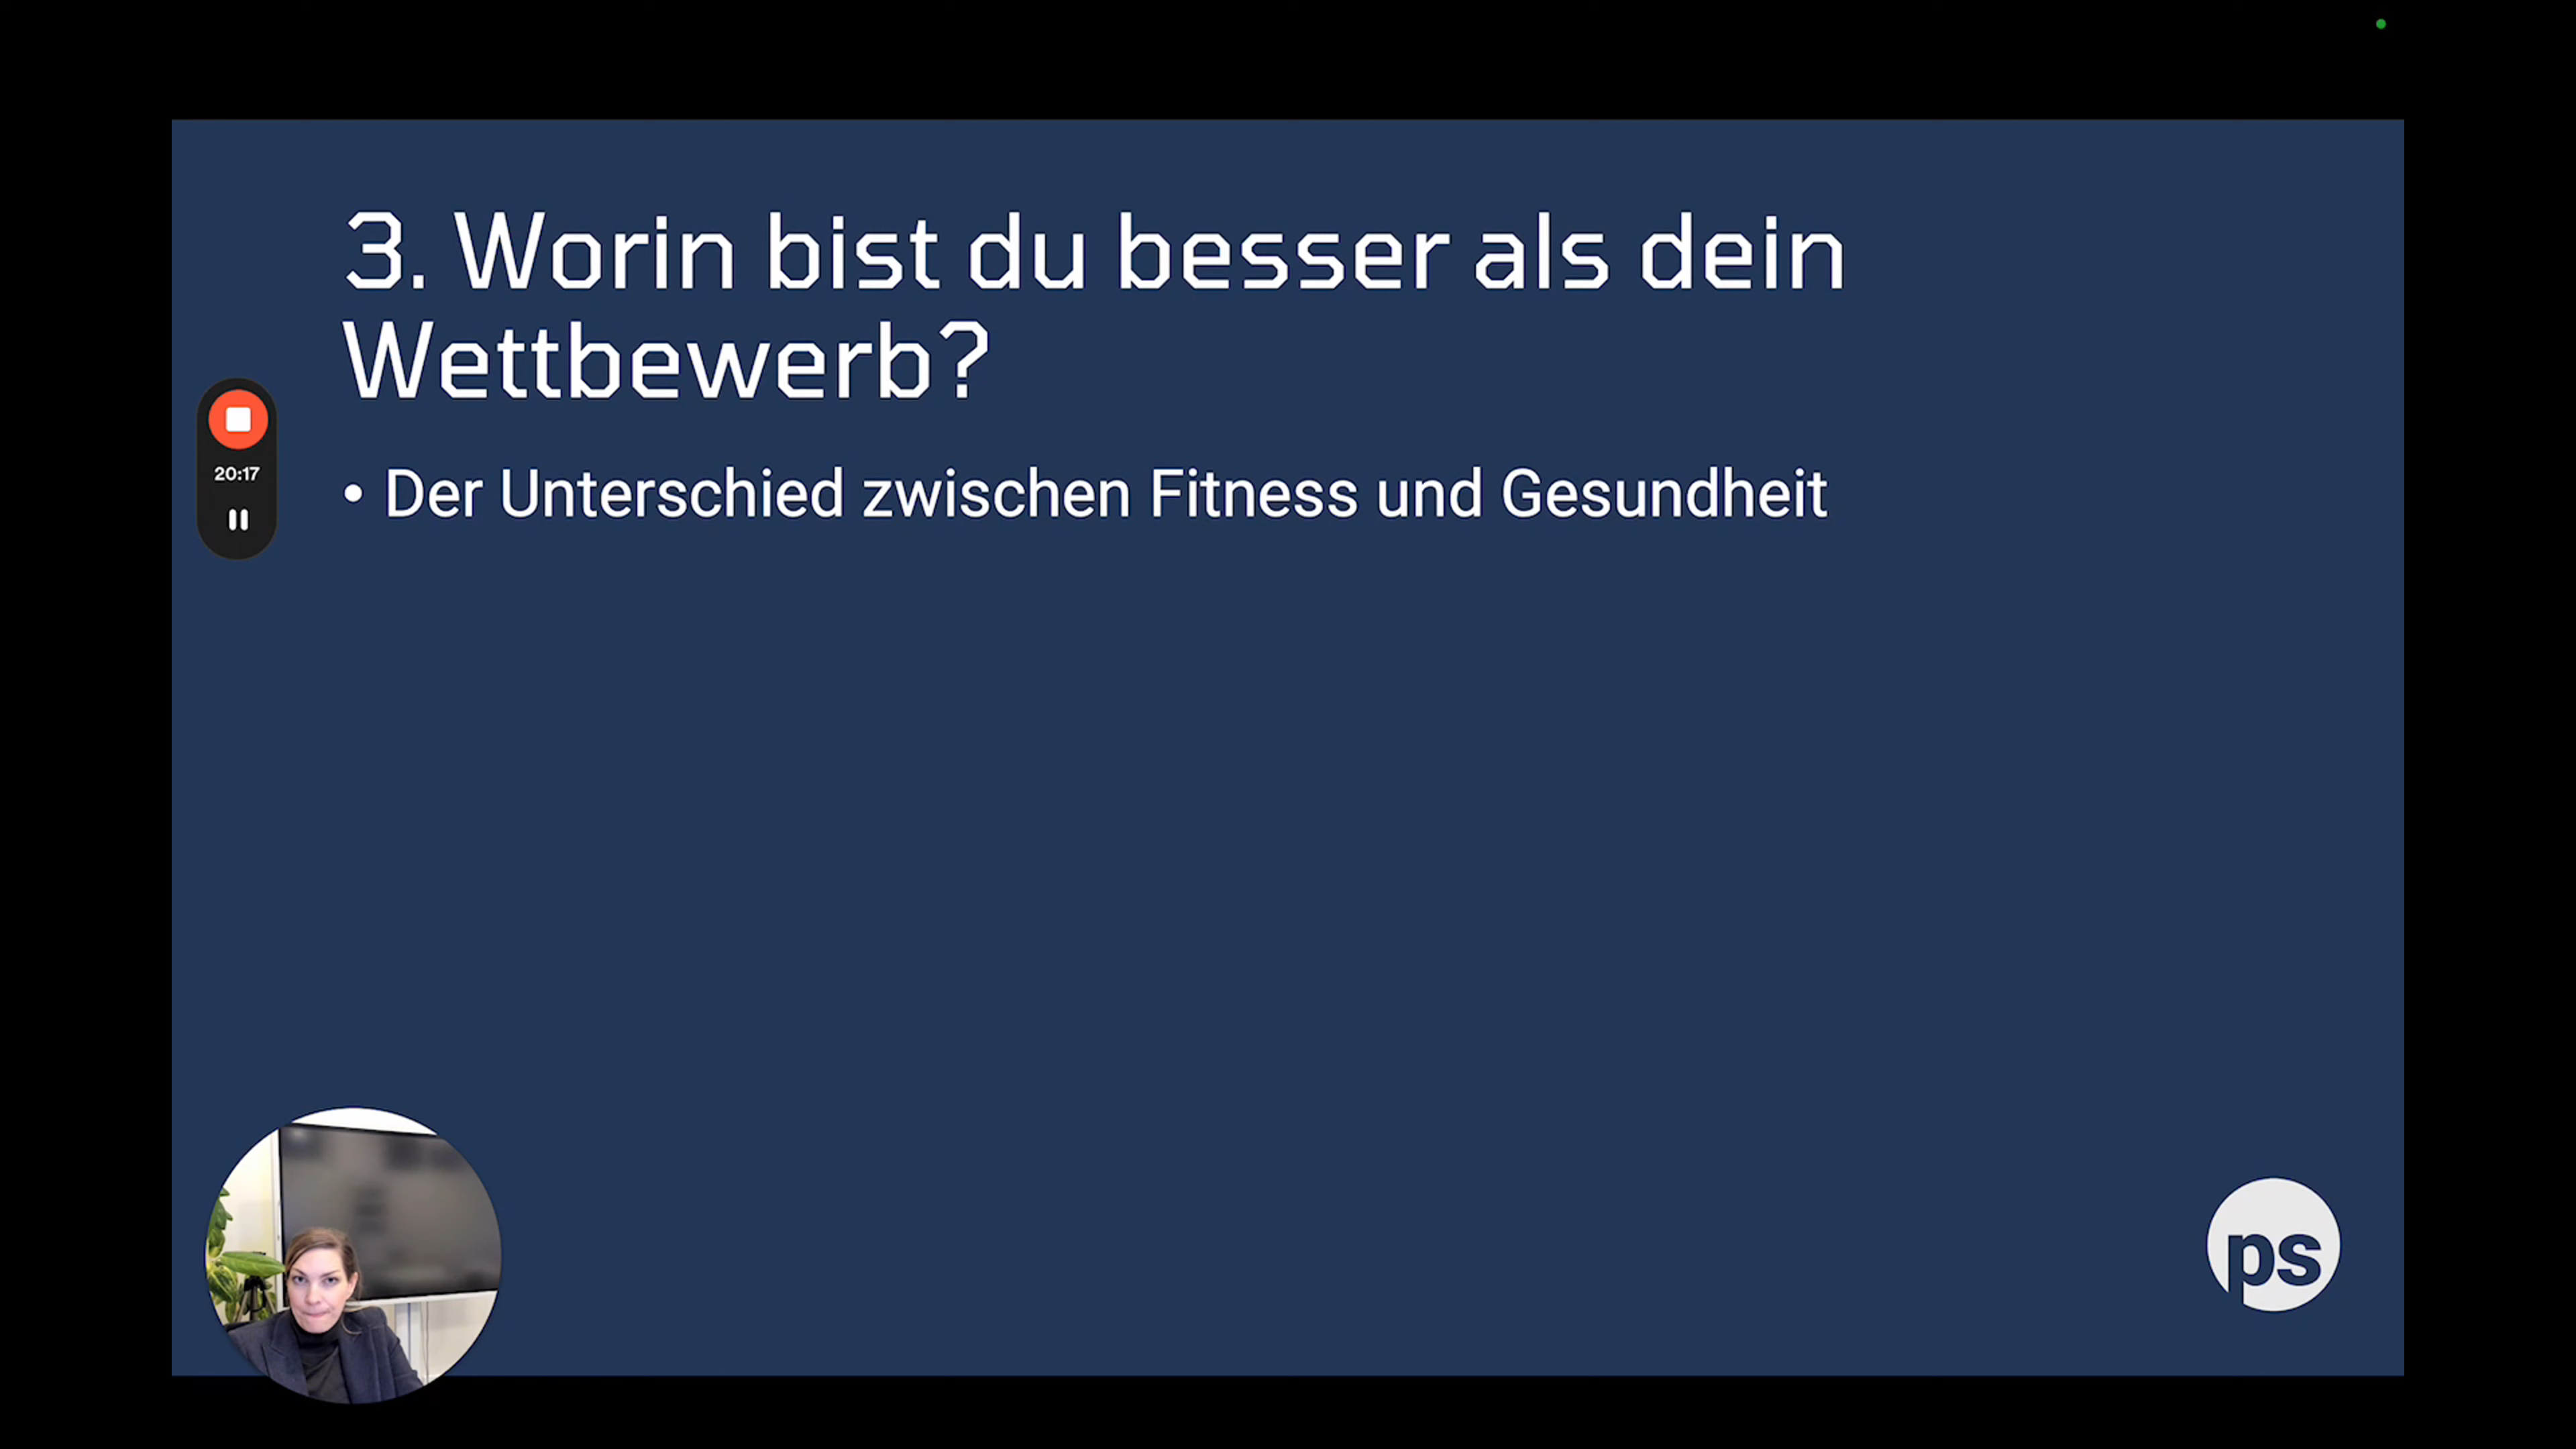 3. Worin bist du besser als dein
Wettbewerb?
20:17
• Der Unterschied zwischen Fitness und Gesundheit
ps